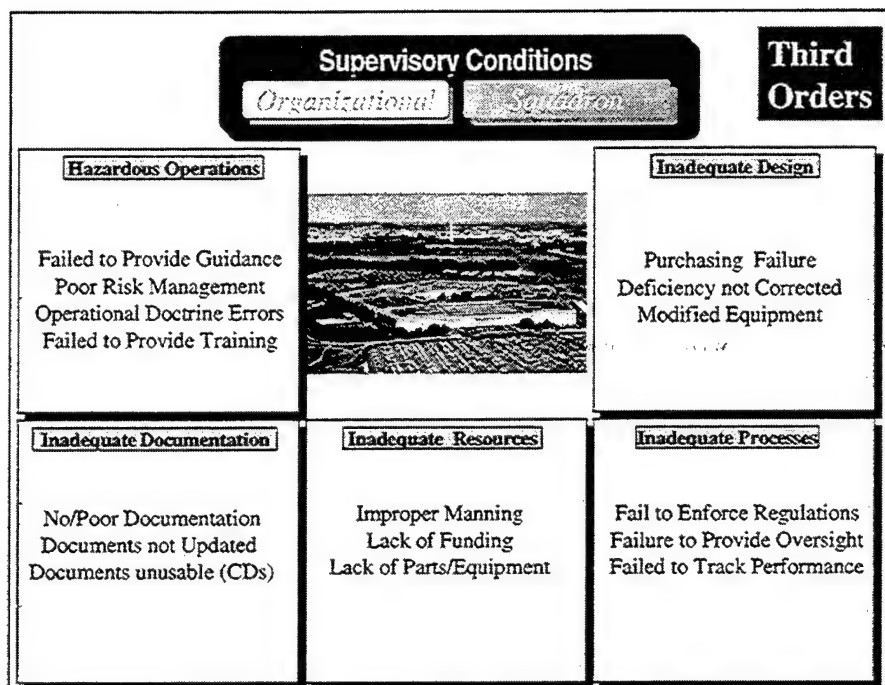 Supervisory Conditions
Organizational
Squadron
Third
Orders
Hazardous Operations
Failed to Provide Guidance
Poor Risk Management
Operational Doctrine Errors
Failed to Provide Training
Inadequate Design
Purchasing Failure
Deficiency not Corrected
Modified Equipment
Inadequate Documentation
No/Poor Documentation
Documents not Updated
Documents unusable (CDs)
Inadequate Resources
Improper Manning
Lack of Funding
Lack of Parts/Equipment
Inadequate Processes
Fail to Enforce Regulations
Failure to Provide Oversight
Failed to Track Performance